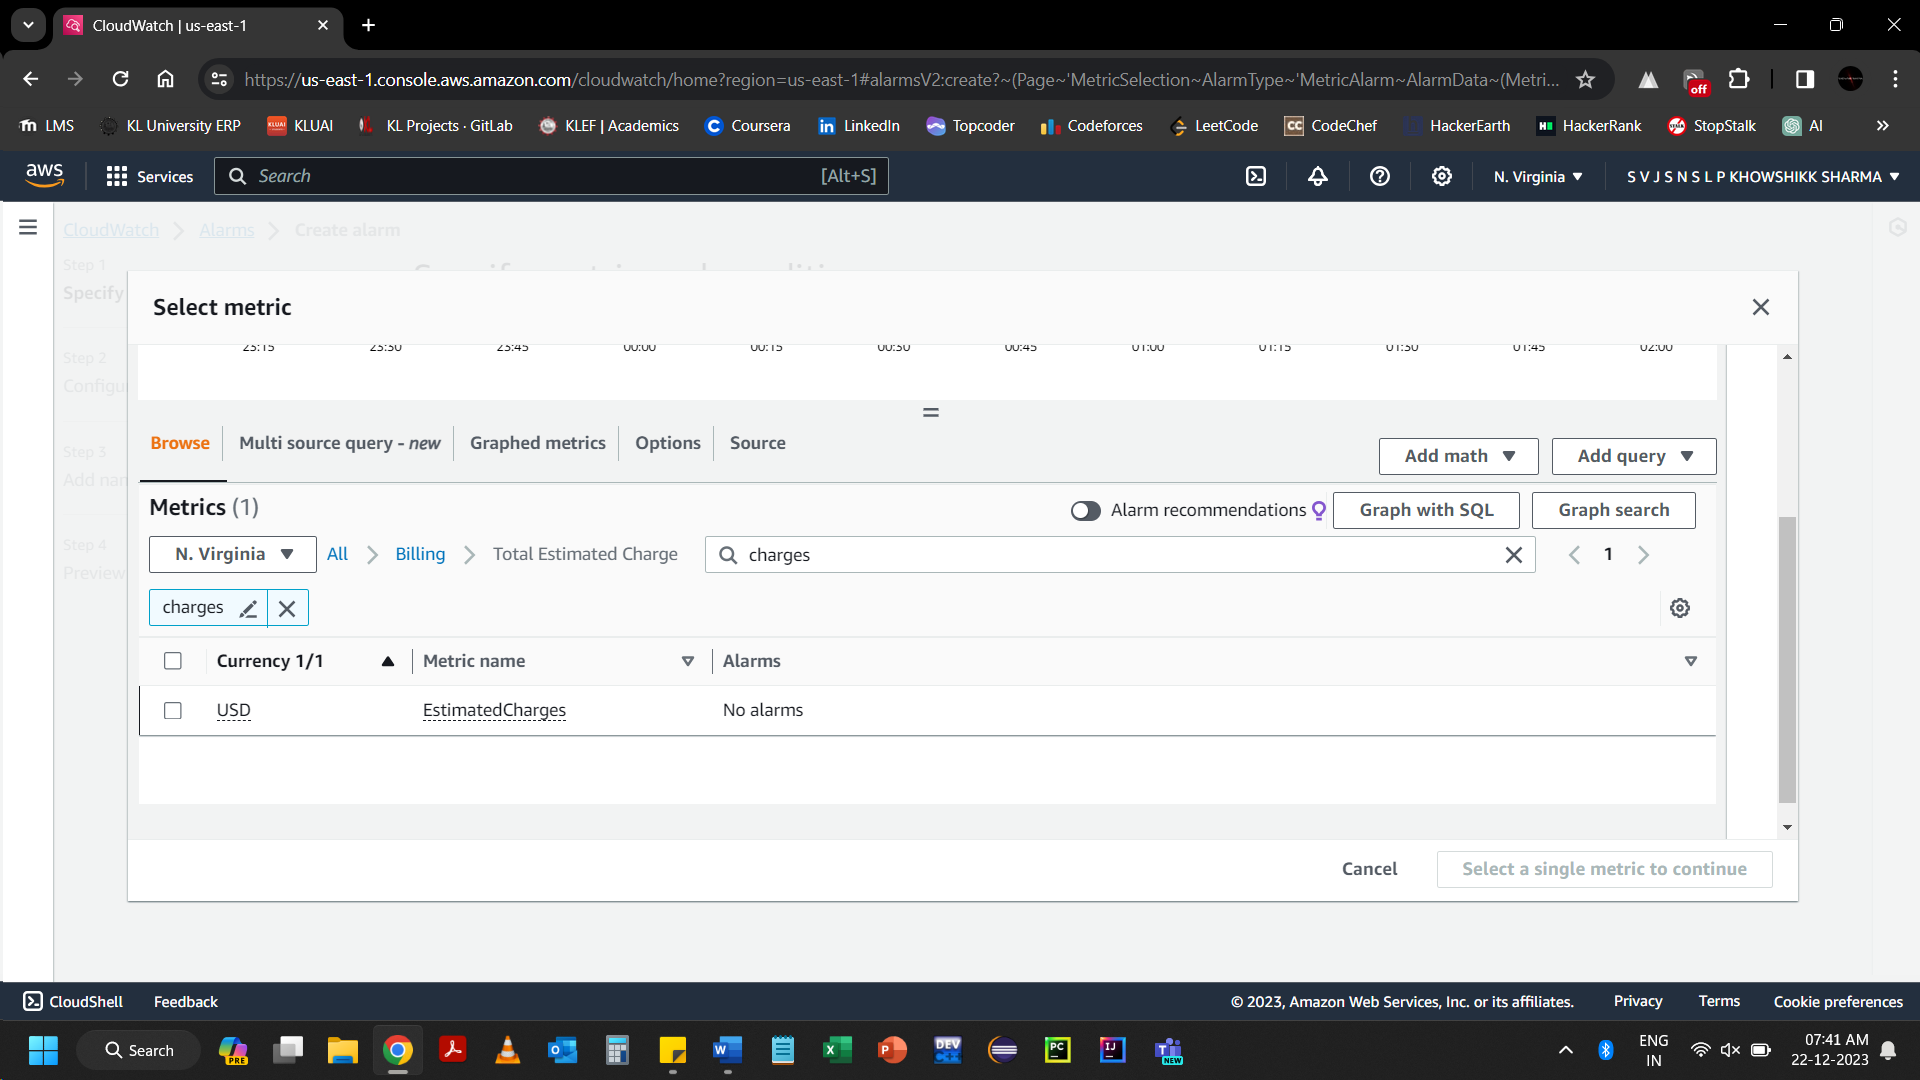 CloudWatch | us-east-1
https://us-east-1.console.aws.amazon.com/cloudwatch/home?region=us-east-1#alarmsV2:create?~(Page~'MetricSelection~AlarmType~'MetricAlarm~AlarmData~(Metri...
off
LMS
KL University ERP
KLUAI
KL Projects · GitLab
KLEF | Academics
Coursera
LinkedIn
Topcoder
Codeforces
LeetCode
CodeChef
HackerEarth
HackerRank
StopStalk
AI
aws
Services
Search
[Alt+S]
N. Virginia
S V J S N S L P KHOWSHIKK SHARMA
CloudWatch
Alarms
Create alarm
Step 1
Specify
Select metric
23:15 23:30 23:45 00:00 00:15 00:30 00:45 01:00 01:15 01:30 01:45 02:00
Step 2
Configu
Browse
Multi source query - new
Graphed metrics
Options
Source
Add math
Add query
Step 3
Add nam
Metrics (1)
Alarm recommendations
Graph with SQL
Graph search
Step 4
Preview
N. Virginia
All
Billing
Total Estimated Charge
charges
1
charges
Currency 1/1
Metric name
Alarms
USD
EstimatedCharges
No alarms
Cancel
Select a single metric to continue
CloudShell
Feedback
© 2023, Amazon Web Services, Inc. or its affiliates.
Privacy
Terms
Cookie preferences
Search
PRE
DEV
C++
PC
IJ
NEW
ENG
IN
07:41 AM
22-12-2023